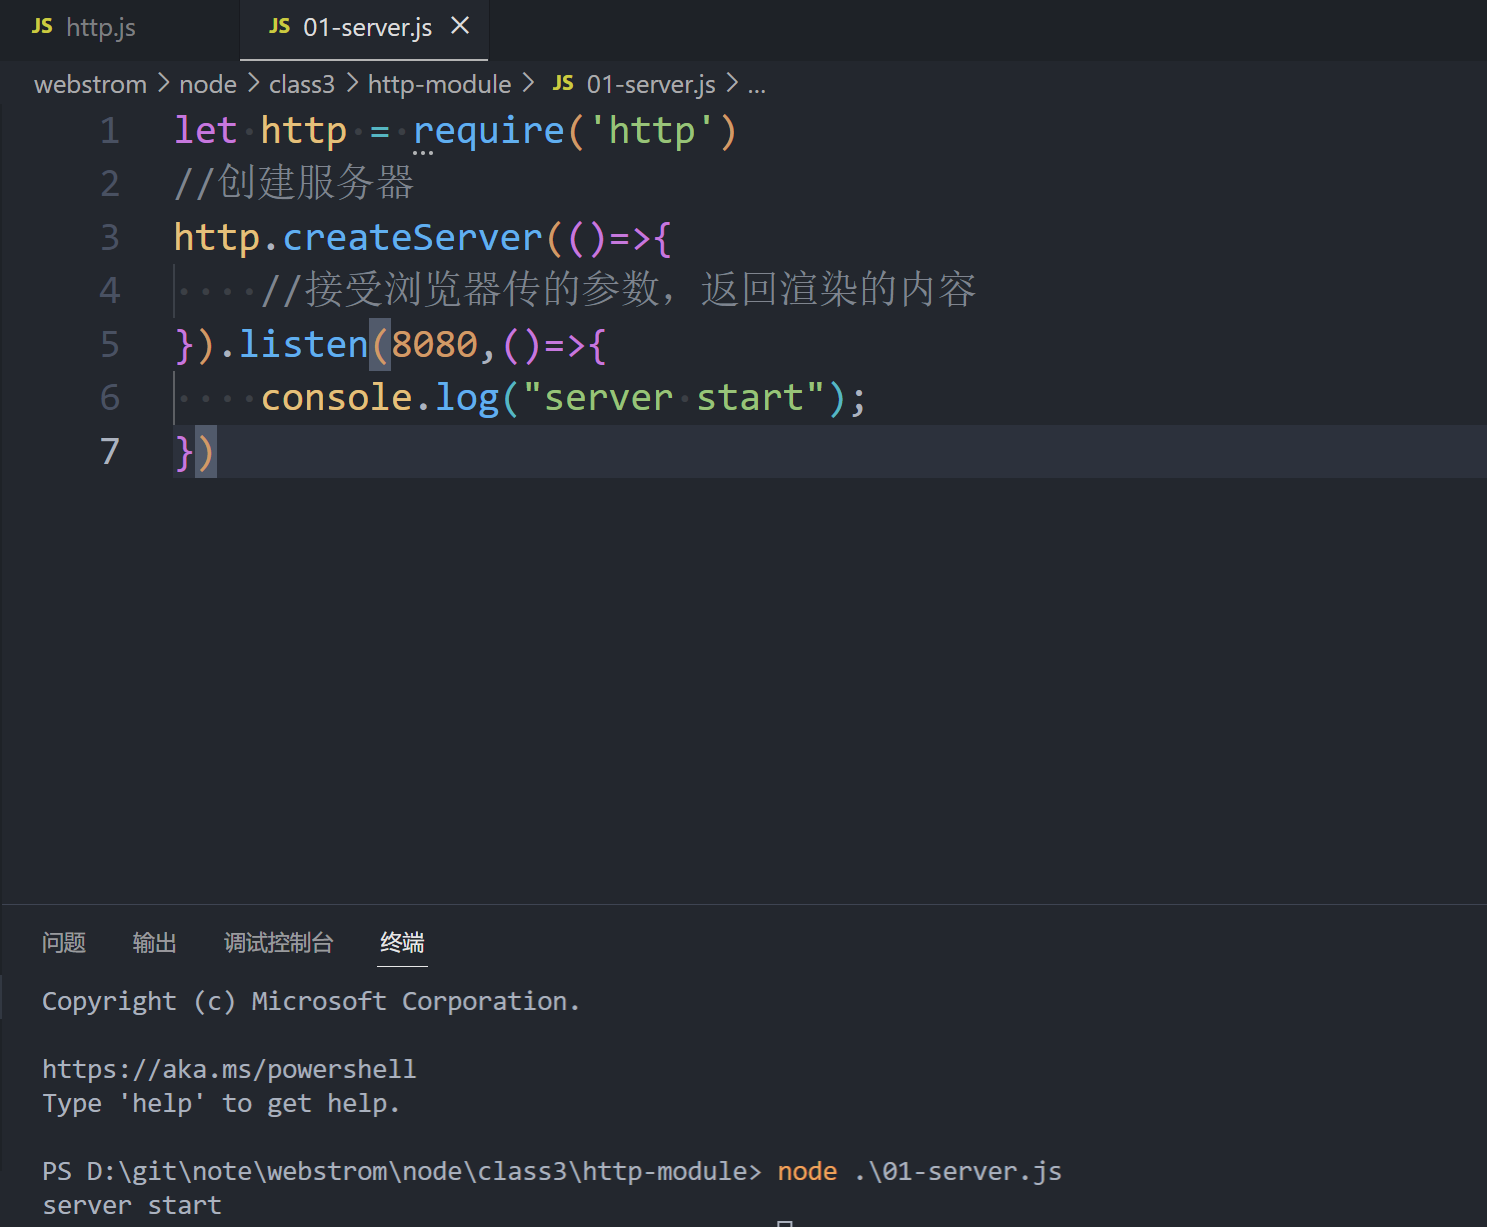 JS http.js JS 01-server.js
webstrom > node > class3 > http-module > JS 01-server.js > ...
1 let http = require('http')
2 //创建服务器
3 http.createServer(()=>{
4 //接受浏览器传的参数，返回渲染的内容
5 }).listen(8080,()=>{
6 console.log("server start");
7 })
问题 输出 调试控制台 终端
Copyright (c) Microsoft Corporation.
https://aka.ms/powershell
Type 'help' to get help.
PS D:\git\note\webstrom\node\class3\http-module> node .\01-server.js
server start